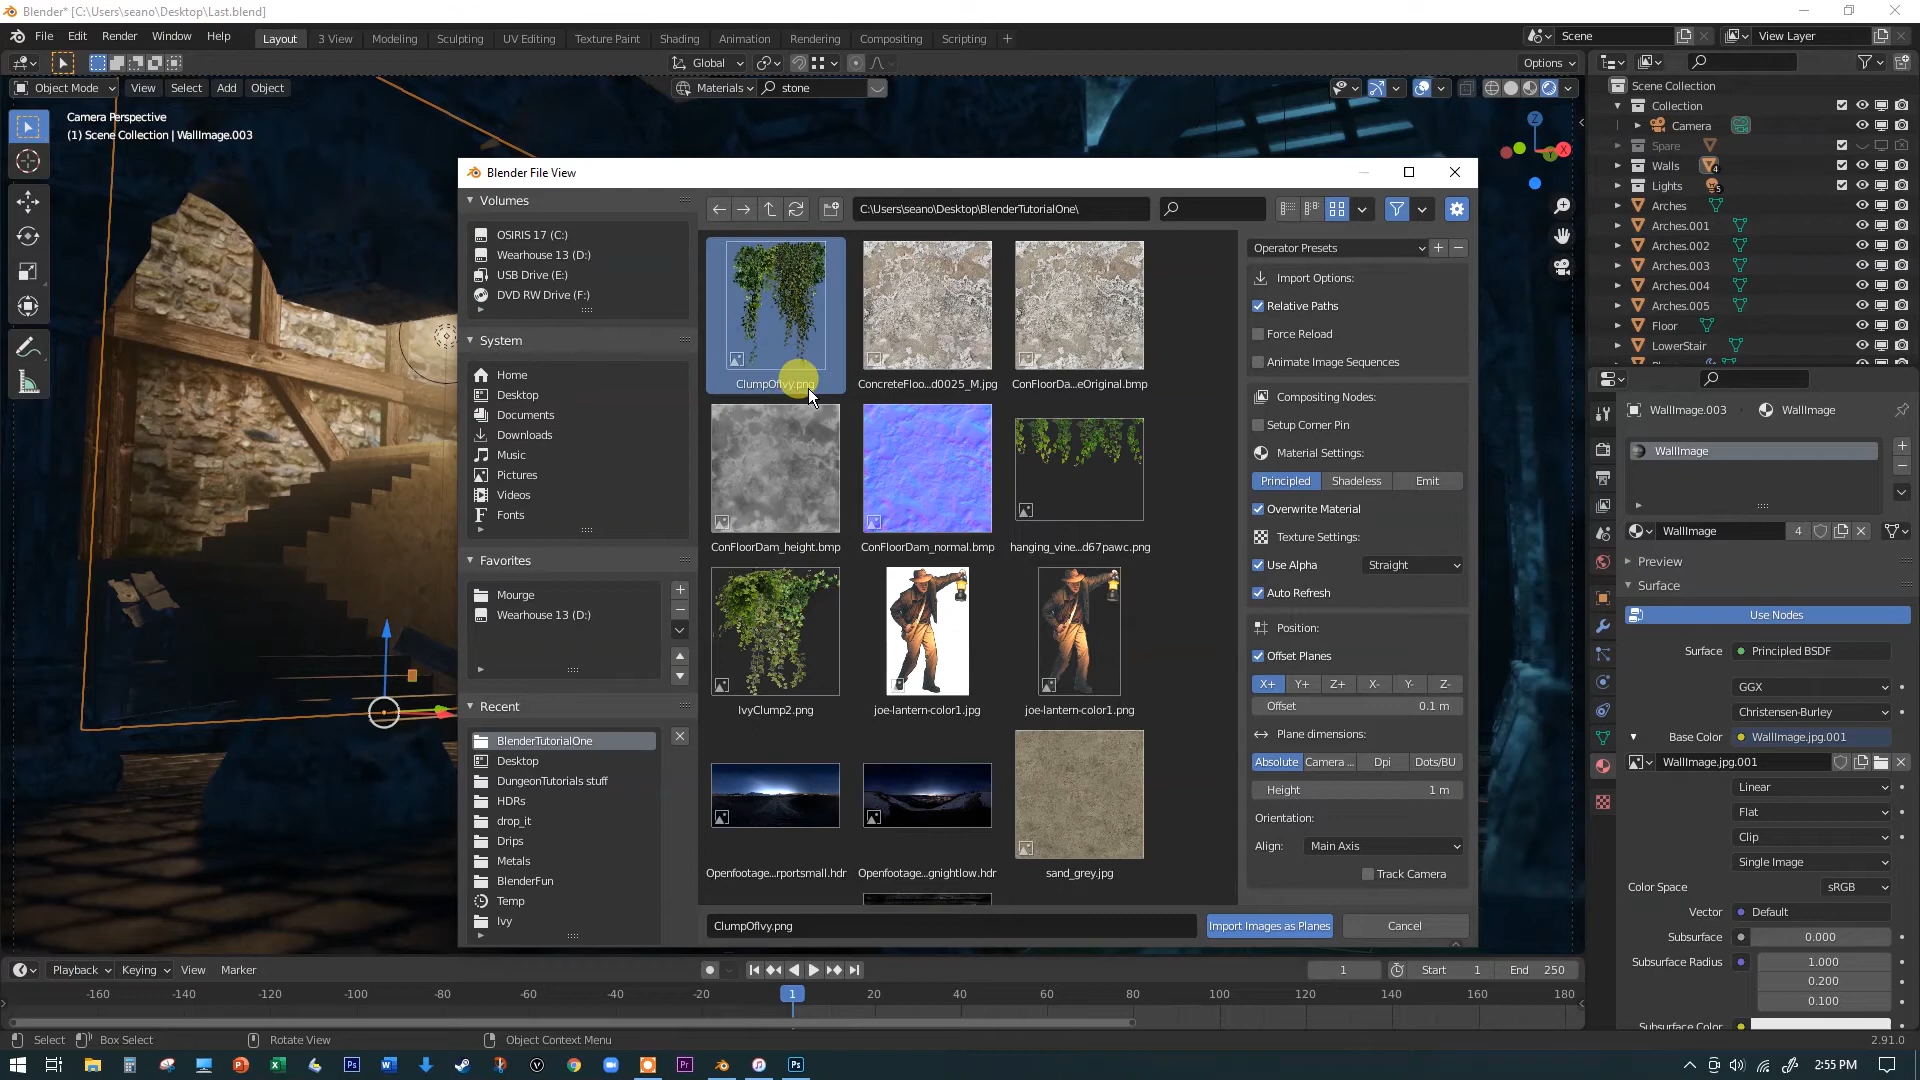 Blender* [C:\Users\seano\Desktop\Last.blend]
File Edit Render Window Help Layout 3 View Modeling Sculpting UV Editing Texture Paint Shading Animation Rendering Compositing Scripting + Scene View Layer
Global Options
Object Mode View Select Add Object Materials stone
Camera Perspective
(1) Scene Collection | WallImage.003
Blender File View
Volumes
OSIRIS 17 (C:)
Wearhouse 13 (D:)
USB Drive (E:)
DVD RW Drive (F:)
System
Home
Desktop
Documents
Downloads
Music
Pictures
Videos
Fonts
Favorites
Mourge
Wearhouse 13 (D:)
Recent
BlenderTutorialOne
Desktop
DungeonTutorials stuff
HDRs
drop_it
Drips
Metals
BlenderFun
Temp
Ivy
C:\Users\seano\Desktop\BlenderTutorialOne\
ClumpOfIvy.png ConcreteFloo...d0025_M.jpg ConFloorDa...eOriginal.bmp
ConFloorDam_height.bmp ConFloorDam_normal.bmp hanging_vine...d67pawc.png
IvyClump2.png joe-lantern-color1.jpg joe-lantern-color1.png
Openfootage...rportsmall.hdr Openfootage...gnightlow.hdr sand_grey.jpg
ClumpOfIvy.png Import Images as Planes Cancel
Operator Presets
Import Options:
Relative Paths
Force Reload
Animate Image Sequences
Compositing Nodes:
Setup Corner Pin
Material Settings:
Principled Shadeless Emit
Overwrite Material
Texture Settings:
Use Alpha Straight
Auto Refresh
Position:
Offset Planes
X+ Y+ Z+ X- Y- Z-
Offset 0.1 m
Plane dimensions:
Absolute Camera ... Dpi Dots/BU
Height 1 m
Orientation:
Align: Main Axis
Track Camera
Z
X
Y
Scene Collection
Collection
Camera
Spare
Walls 4
Lights 5
Arches
Arches.001
Arches.002
Arches.003
Arches.004
Arches.005
Floor
LowerStair
WallImage.003 WallImage
WallImage
WallImage 4
Preview
Surface
Use Nodes
Surface Principled BSDF
GGX
Christensen-Burley
Base Color WallImage.jpg.001
WallImage.jpg.001
Linear
Flat
Clip
Single Image
Color Space sRGB
Vector Default
Subsurface 0.000
Subsurface Radius 1.000
0.200
0.100
Subsurface Color
Playback Keying View Marker 1 Start 1 End 250
-160 -140 -120 -100 -80 -60 -40 -20 1 20 40 60 80 100 120 140 160 180
Select Box Select Rotate View Object Context Menu 2.91.0
2:55 PM